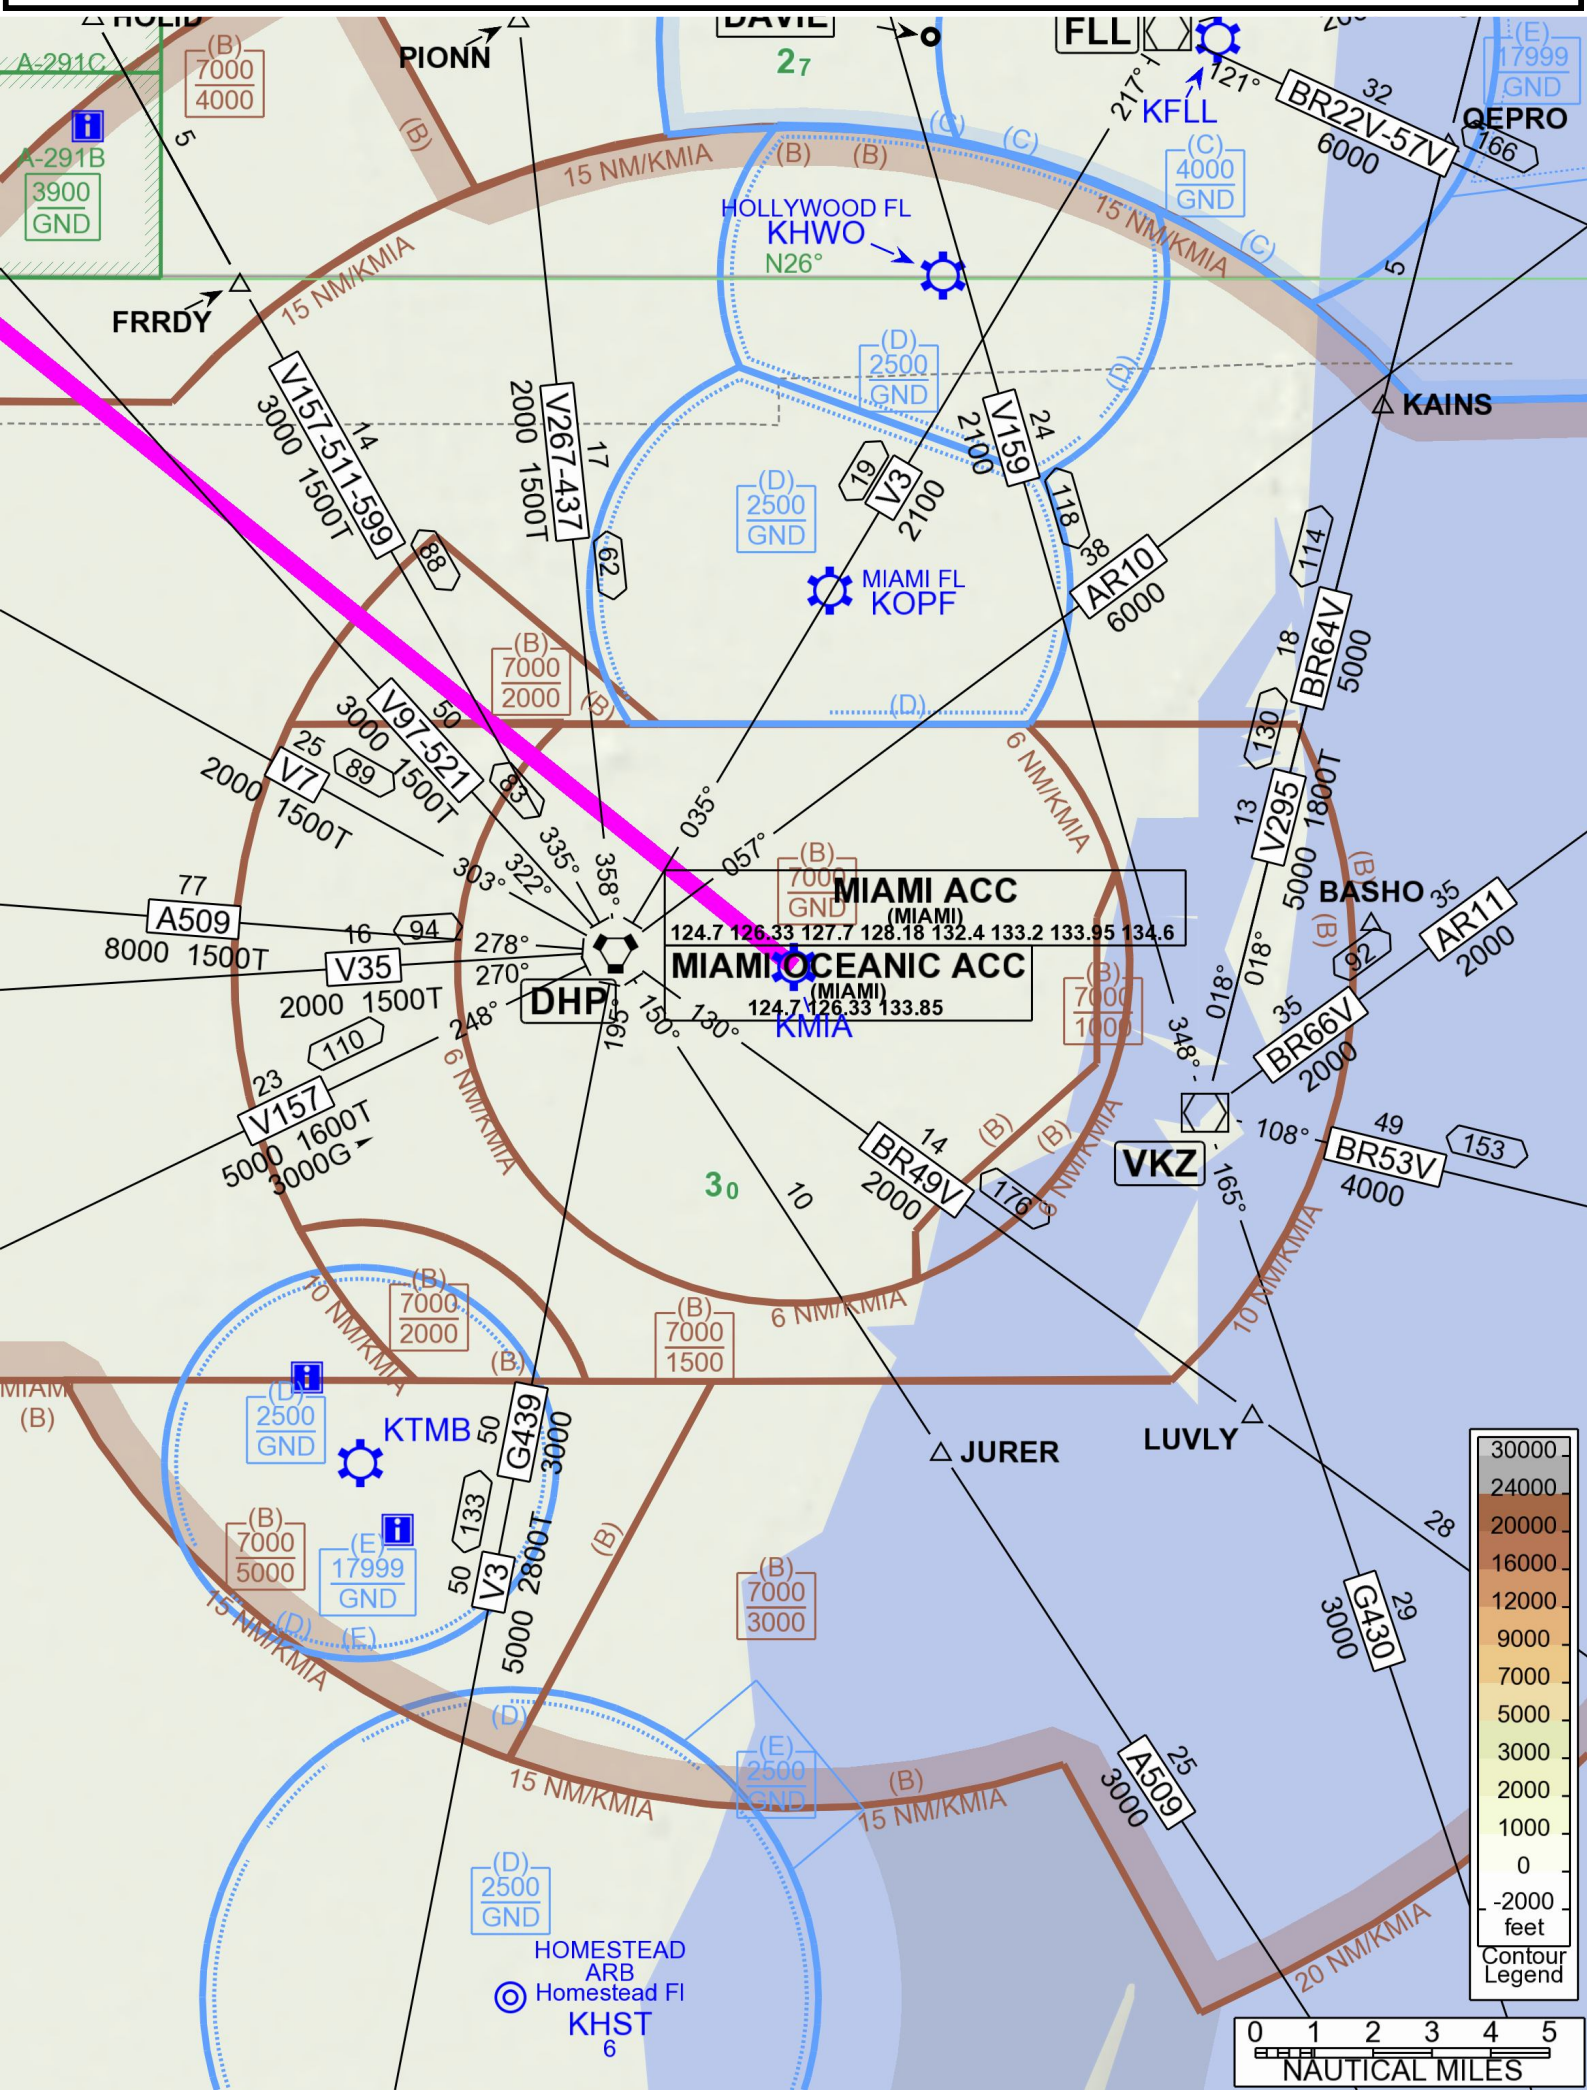 HOLID
A-291C
(B)
7000
4000
PIONN
DAVIE
27
FLL
217°
121°
KFLL
32
BR22V-57V
6000
(E)
17999
GND
QEPRO
166
5
A-291B
3900
GND
(B)
15 NM/KMIA
(B)
(B)
(C)
(C)
(C)
4000
GND
15 NM/KMIA
(C)
HOLLYWOOD FL
KHWO
N26°
FRRDY
15 NM/KMIA
5
(D)
2500
GND
(D)
KAINS
V157-511-599
14
3000 1500T
V267-437
17
2000 1500T
88
62
(D)
2500
GND
19
V3
2100
V159
24
2100
118
38
AR10
6000
114
18
BR64V
5000
MIAMI FL
KOPF
(B)
7000
2000
(B)
(D)
V97-521
50
3000 1500T
83
25
V7
89
2000 1500T
6 NM/KMIA
130
13
V295
5000 1800T
035°
057°
303°
322°
335°
358°
(B)
7000
GND
MIAMI ACC
(MIAMI)
124.7 126.33 127.7 128.18 132.4 133.2 133.95 134.6
MIAMI OCEANIC ACC
(MIAMI)
124.7 126.33 133.85
KMIA
(B)
(B)
BASHO
92
35
AR11
2000
77
A509
8000 1500T
16
94
V35
2000 1500T
278°
270°
248°
DHP
195°
150°
130°
(B)
7000
1000
018°
018°
348°
35
BR66V
2000
110
23
V157
5000 1600T
3000G
6 NM/KMIA
VKZ
108°
165°
49
BR53V
4000
153
(B)
(B)
6 NM/KMIA
14
BR49V
2000
176
30
10
10 NM/KMIA
(B)
7000
2000
(B)
(B)
7000
1500
6 NM/KMIA
10 NM/KMIA
MIAMI
(B)
(D)
2500
GND
KTMB
50
G439
3000
133
50
V3
5000 2800T
JURER
LUVLY
28
(B)
7000
5000
(E)
17999
GND
(D)
(E)
15 NM/KMIA
(B)
(B)
7000
3000
G430
29
3000
(D)
(E)
2500
GND
15 NM/KMIA
(B)
15 NM/KMIA
A509
25
3000
(D)
2500
GND
HOMESTEAD
ARB
Homestead Fl
KHST
6
20 NM/KMIA
30000
24000
20000
16000
12000
9000
7000
5000
3000
2000
1000
0
-2000
feet
Contour
Legend
0 1 2 3 4 5
NAUTICAL MILES